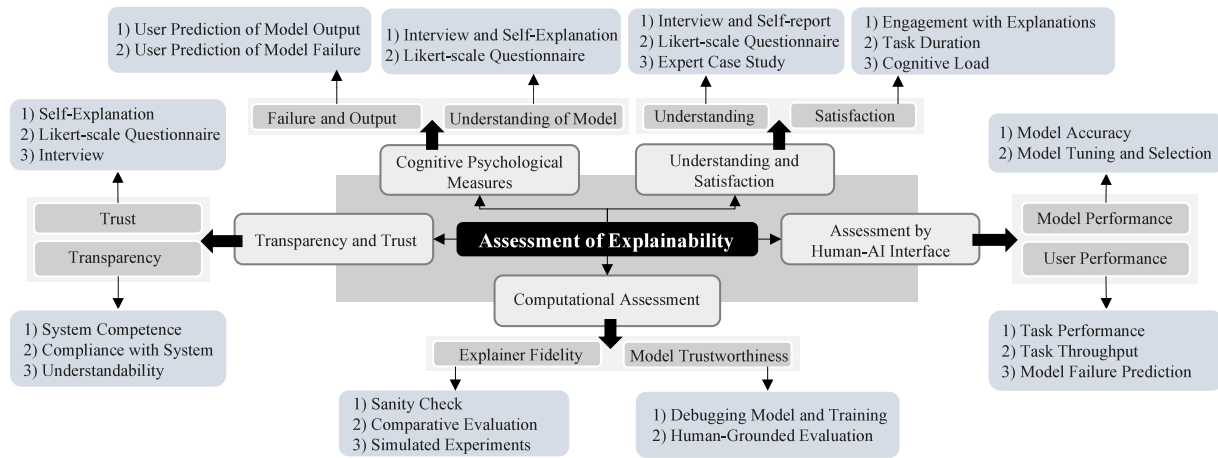 1) User Prediction of Model Output
2) User Prediction of Model Failure
1) Interview and Self-Explanation
2) Likert-scale Questionnaire
1) Interview and Self-report
2) Likert-scale Questionnaire
3) Expert Case Study
1) Engagement with Explanations
2) Task Duration
3) Cognitive Load
Failure and Output
Understanding of Model
Understanding
Satisfaction
1) Self-Explanation
2) Likert-scale Questionnaire
3) Interview
Cognitive Psychological
Measures
Understanding and
Satisfaction
1) Model Accuracy
2) Model Tuning and Selection
Trust
Transparency
Transparency and Trust
Assessment of Explainability
Assessment by
Human-AI Interface
Model Performance
User Performance
Computational Assessment
1) System Competence
2) Compliance with System
3) Understandability
Explainer Fidelity
Model Trustworthiness
1) Task Performance
2) Task Throughput
3) Model Failure Prediction
1) Sanity Check
2) Comparative Evaluation
3) Simulated Experiments
1) Debugging Model and Training
2) Human-Grounded Evaluation